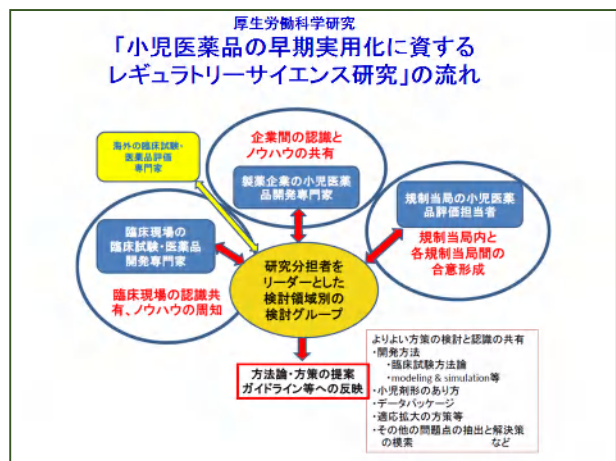 厚生労働科学研究
「小児医薬品の早期実用化に資する
レギュラトリーサイエンス研究」の流れ
海外の臨床試験・
医薬品評価
専門家
企業間の認識と
ノウハウの共有
製薬企業の小児医薬
品開発専門家
規制当局の小児医薬
品評価担当者
規制当局内と
各規制当局間の
合意形成
臨床現場の
臨床試験・医薬品
開発専門家
臨床現場の認識共
有、ノウハウの周知
研究分担者を
リーダーとした
検討領域別の
検討グループ
方法論・方策の提案
ガイドライン等への反映
よりよい方策の検討と認識の共有
・開発方法
・臨床試験方法論
・modeling & simulation等
・小児剤形のあり方
・データパッケージ
・適応拡大の方策等
・その他の問題点の抽出と解決策
の模索 など